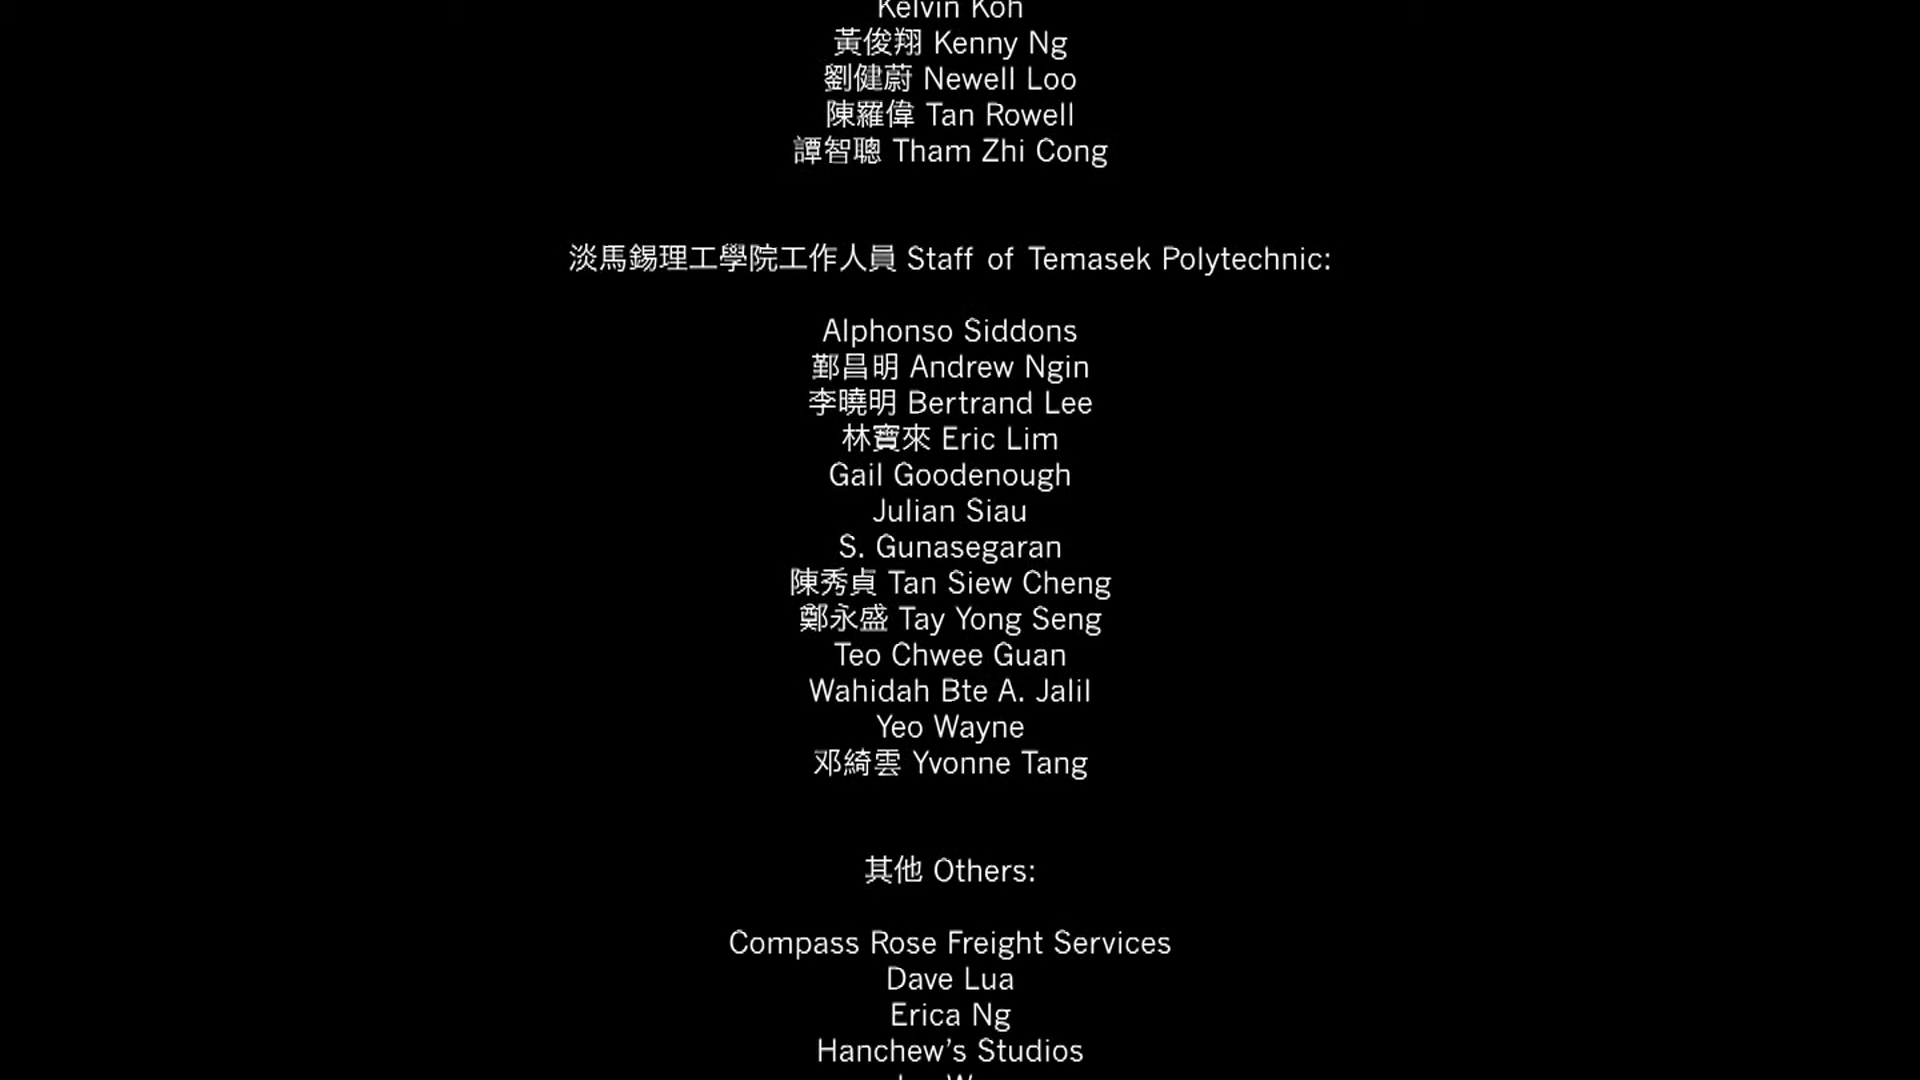 Kelvin Koh
黃俊翔 Kenny Ng
劉健蔚 Newell Loo
陳羅偉 Tan Rowell
譚智聰 Tham Zhi Cong
淡馬錫理工學院工作人員 Staff of Temasek Polytechnic:
Alphonso Siddons
鄞昌明 Andrew Ngin
李曉明 Bertrand Lee
林寶來 Eric Lim
Gail Goodenough
Julian Siau
S. Gunasegaran
陳秀貞 Tan Siew Cheng
鄭永盛 Tay Yong Seng
Teo Chwee Guan
Wahidah Bte A. Jalil
Yeo Wayne
邓綺雲 Yvonne Tang
其他 Others:
Compass Rose Freight Services
Dave Lua
Erica Ng
Hanchew’s Studios